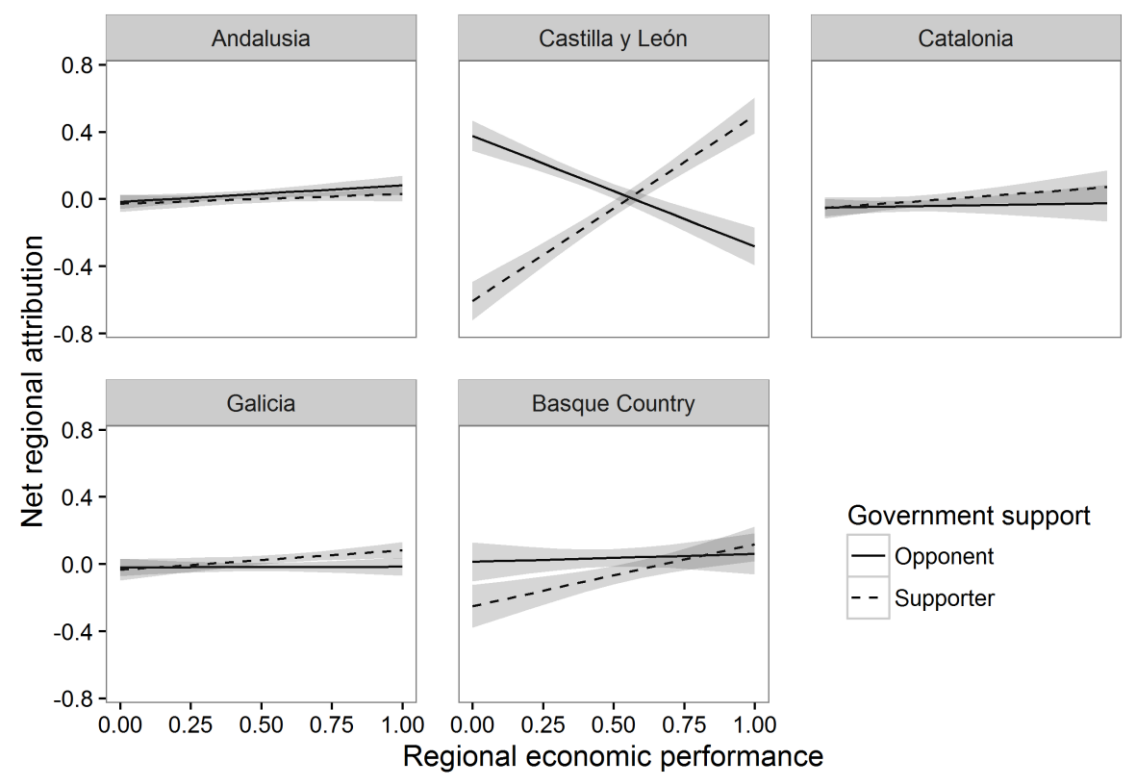 Andalusia
Castilla y León
Catalonia
0.8
0.4
0.0
-0.4
-0.8
Net regional attribution
Galicia
Basque Country
0.8
0.4
0.0
-0.4
-0.8
0.00 0.25 0.50 0.75 1.00
0.00 0.25 0.50 0.75 1.00
Regional economic performance
Government support
Opponent
Supporter